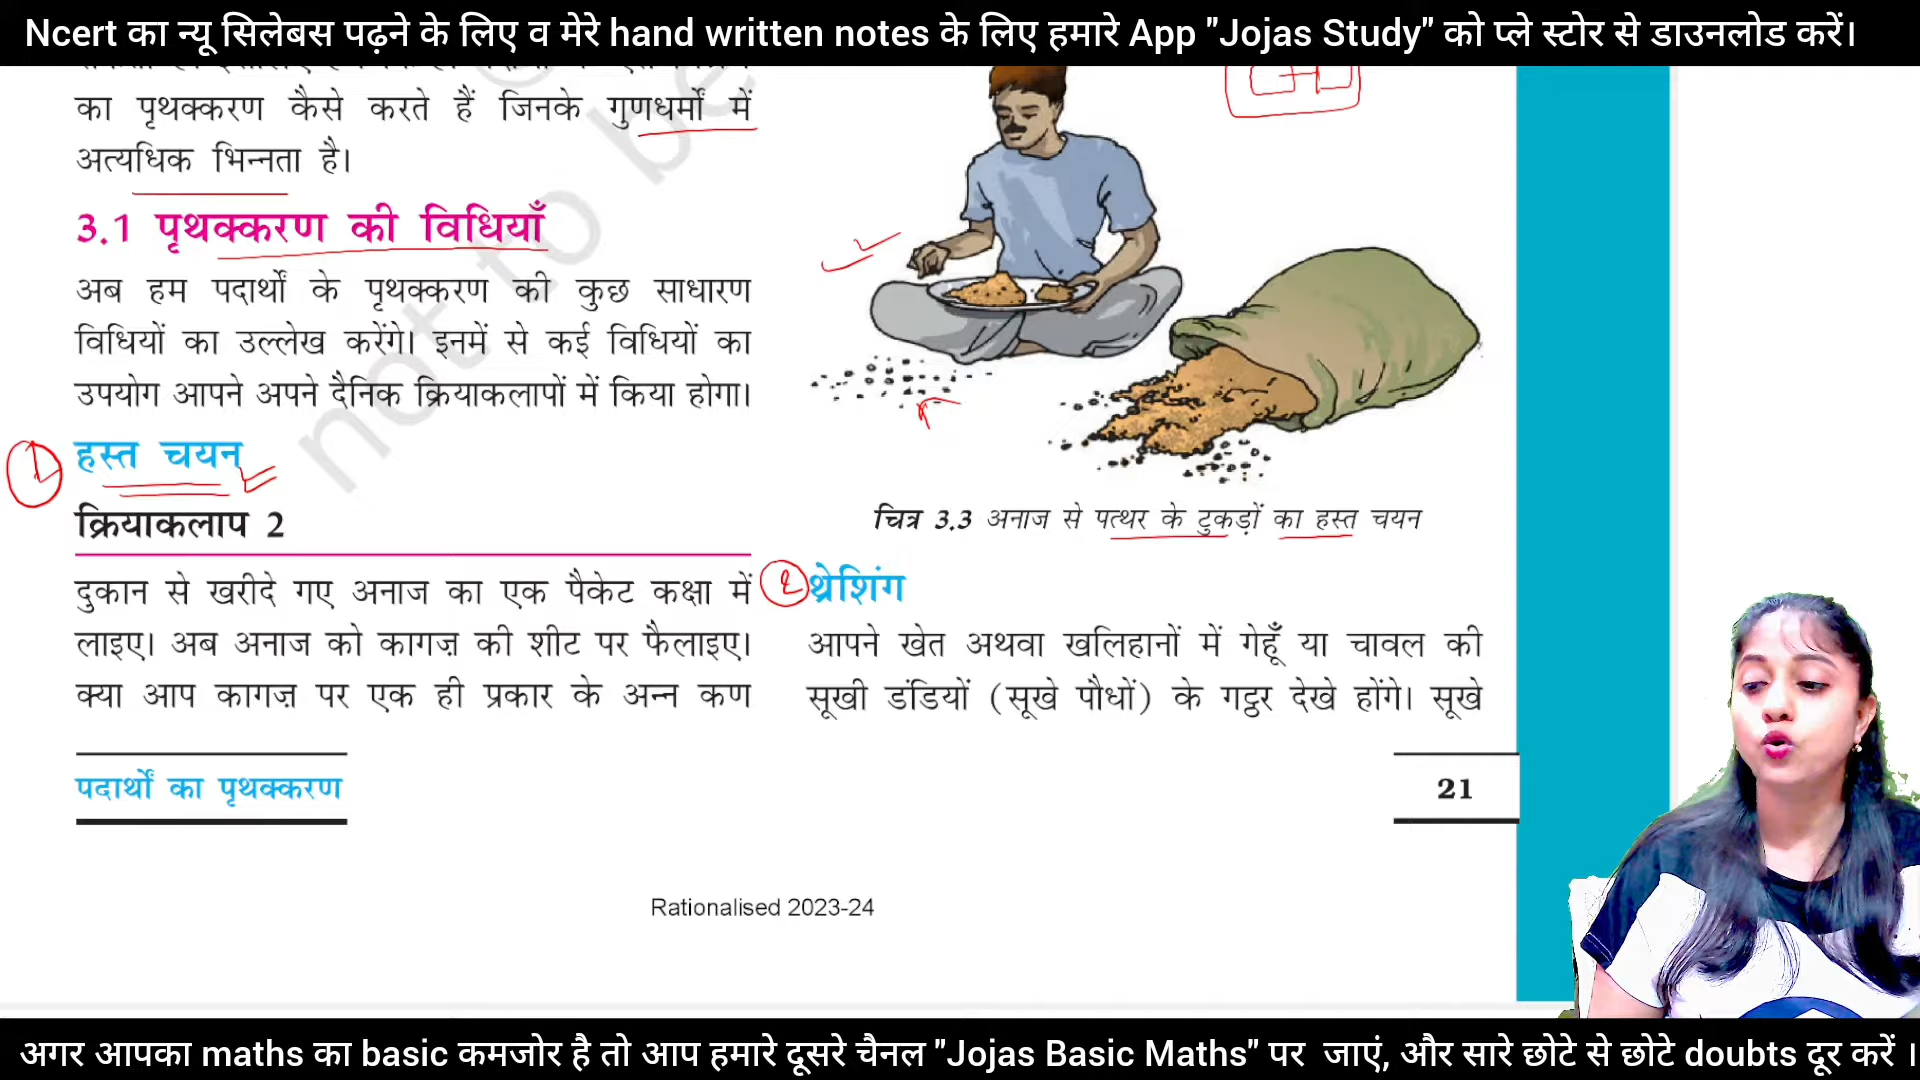 Ncert का न्यू सिलेबस पढ़ने के लिए व मेरे hand written notes के लिए हमारे App "Jojas Study" को प्ले स्टोर से डाउनलोड करें।
का पृथक्करण कैसे करते हैं जिनके गुणधर्मों में
अत्यधिक भिन्नता है।
3.1 पृथक्करण की विधियाँ
अब हम पदार्थों के पृथक्करण की कुछ साधारण
विधियों का उल्लेख करेंगे। इनमें से कई विधियों का
उपयोग आपने अपने दैनिक क्रियाकलापों में किया होगा।
1 हस्त चयन
क्रियाकलाप 2
दुकान से खरीदे गए अनाज का एक पैकेट कक्षा में
लाइए। अब अनाज को कागज़ की शीट पर फैलाइए।
क्या आप कागज़ पर एक ही प्रकार के अन्न कण
चित्र 3.3 अनाज से पत्थर के टुकड़ों का हस्त चयन
2 थ्रेशिंग
आपने खेत अथवा खलिहानों में गेहूँ या चावल की
सूखी डंडियों (सूखे पौधों) के गट्ठर देखे होंगे। सूखे
पदार्थों का पृथक्करण
21
Rationalised 2023-24
not to be
अगर आपका maths का basic कमजोर है तो आप हमारे दूसरे चैनल "Jojas Basic Maths" पर जाएं, और सारे छोटे से छोटे doubts दूर करें ।